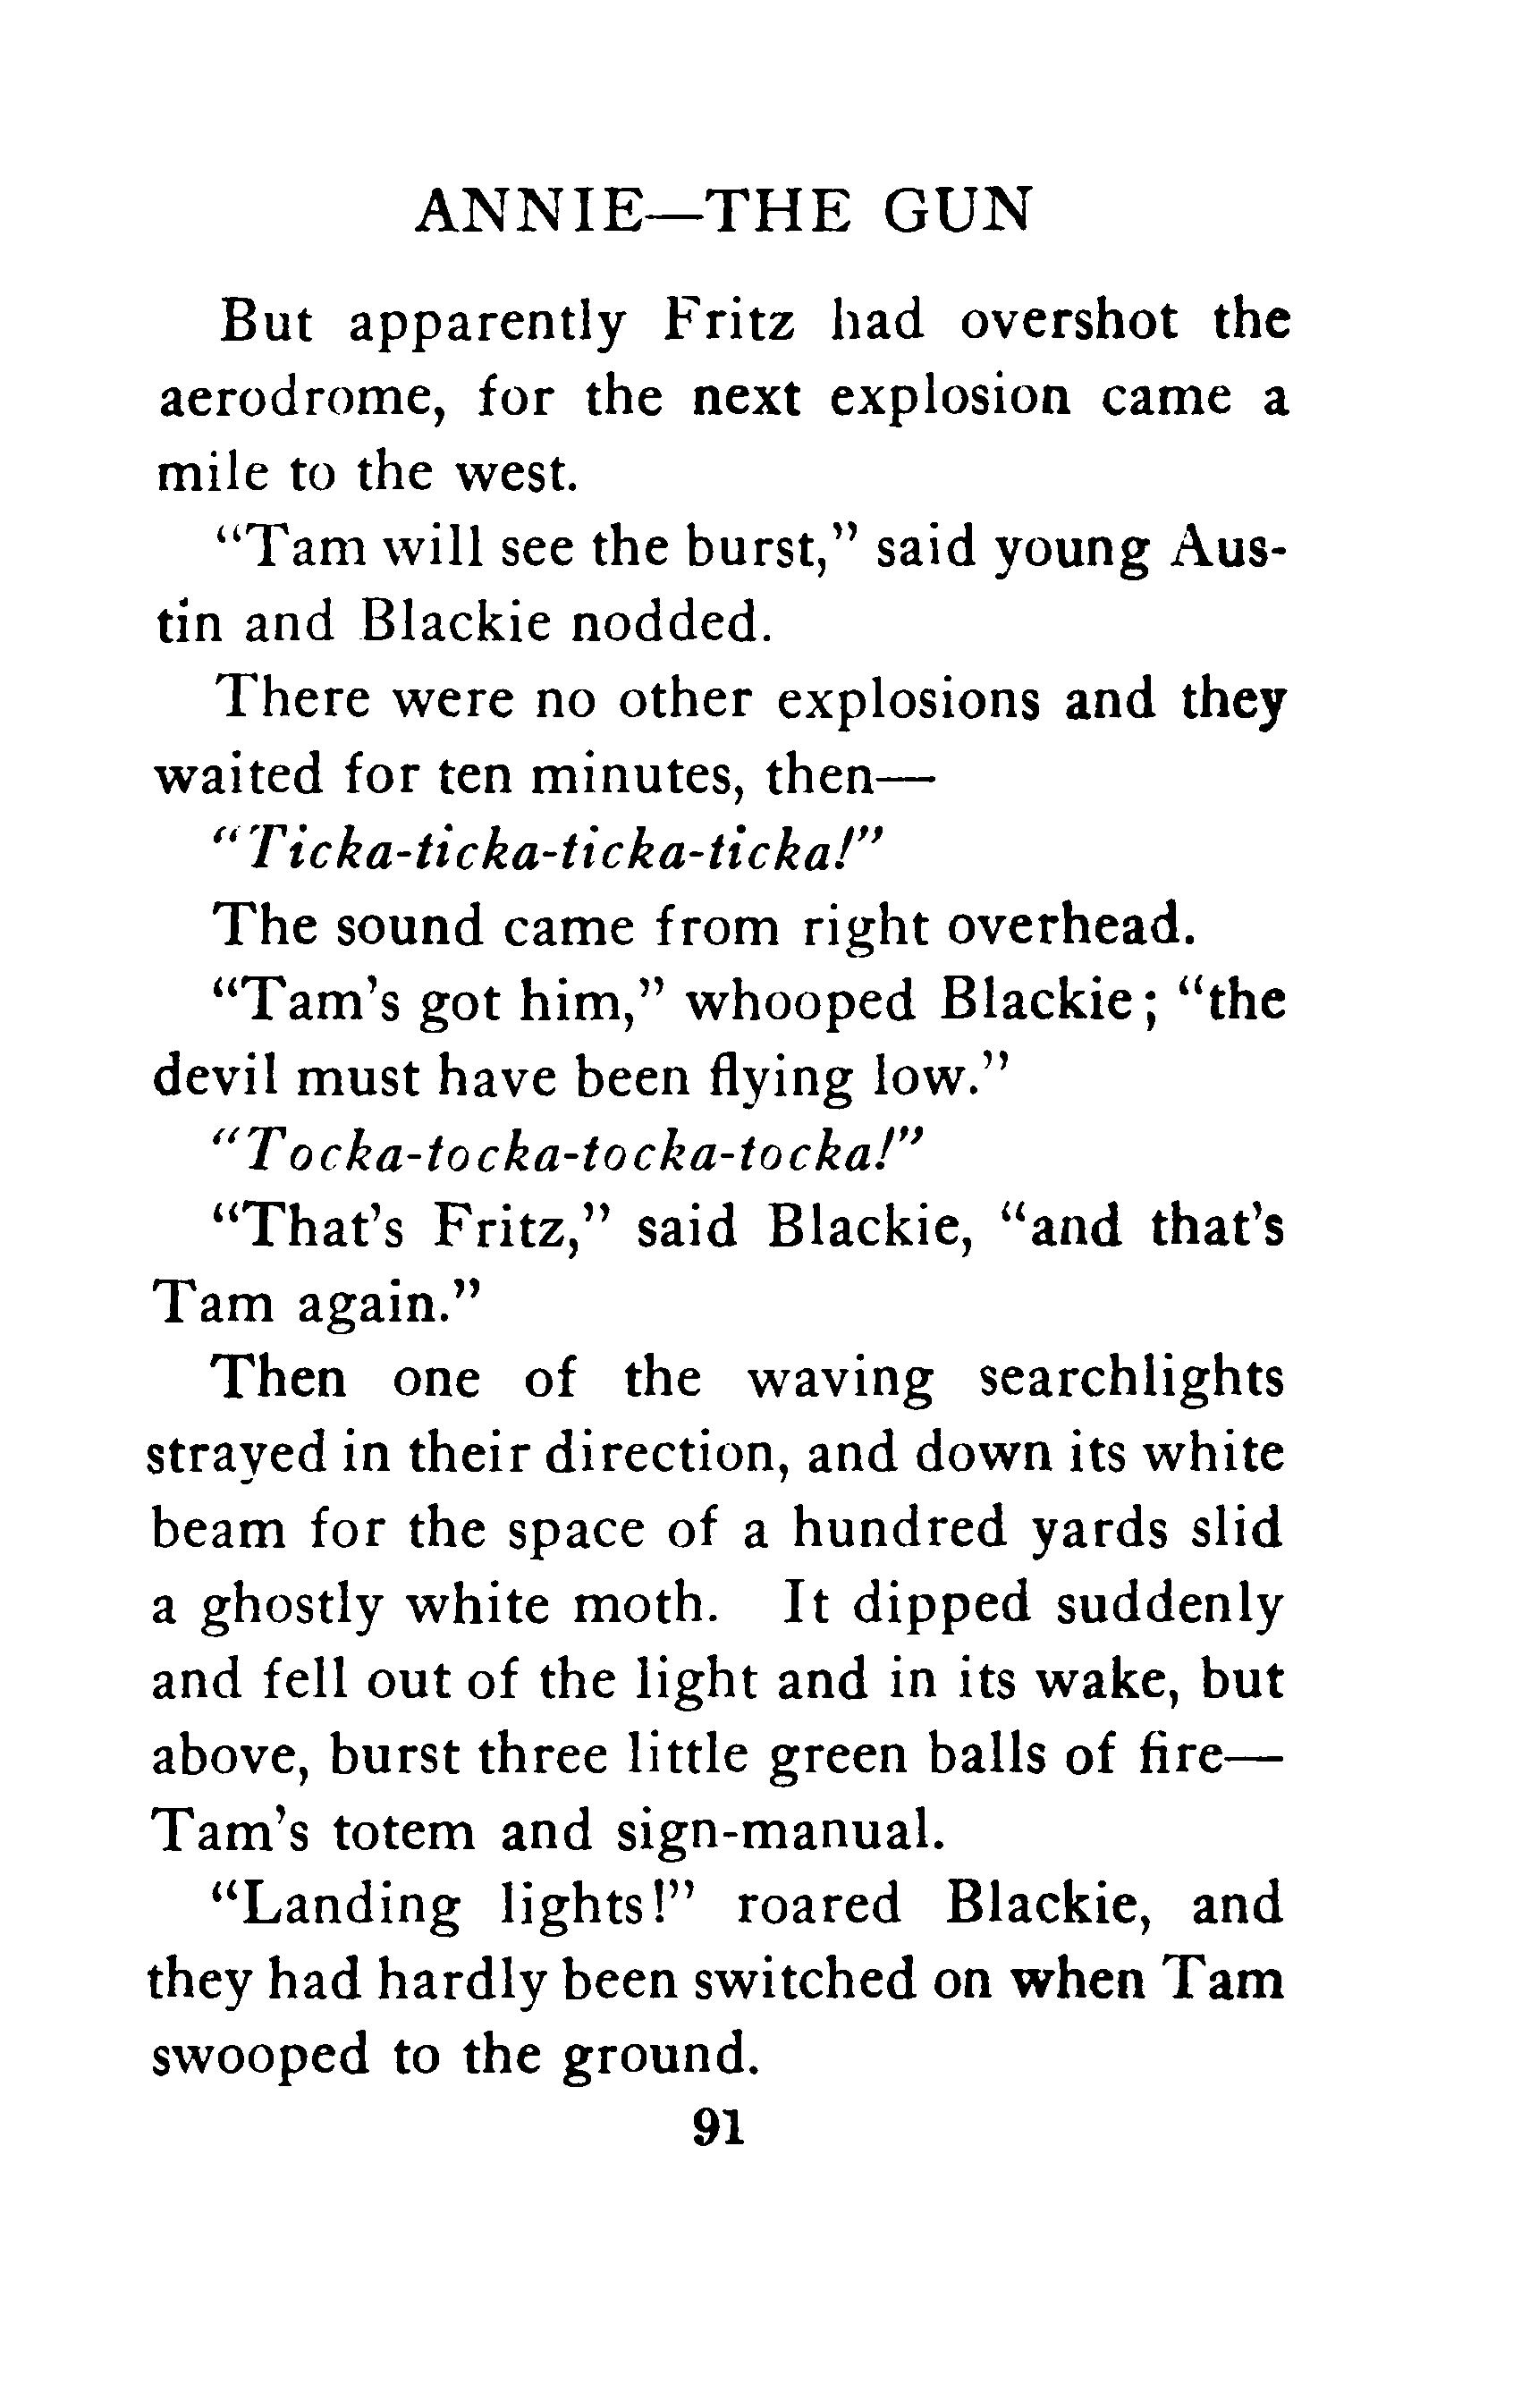 ANNIE—THE GUN
But apparently Fritz had overshot the
aerodrome, for the next explosion came a
mile to the west.
“Tam will see the burst,” said young Aus-
tin and Blackie nodded.
There were no other explosions and they
waited for ten minutes, then—
“Ticka-ticka-ticka-ticka!”
The sound came from right overhead.
“Tam’s got him,” whooped Blackie; “the
devil must have been flying low.”
“Tocka-tocka-tocka-tocka!”
“That’s Fritz,” said Blackie, “and that’s
Tam again.”
Then one of the waving searchlights
strayed in their direction, and down its white
beam for the space of a hundred yards slid
a ghostly white moth. It dipped suddenly
and fell out of the light and in its wake, but
above, burst three little green balls of fire—
Tam’s totem and sign-manual.
“Landing lights!” roared Blackie, and
they had hardly been switched on when Tam
swooped to the ground.
91